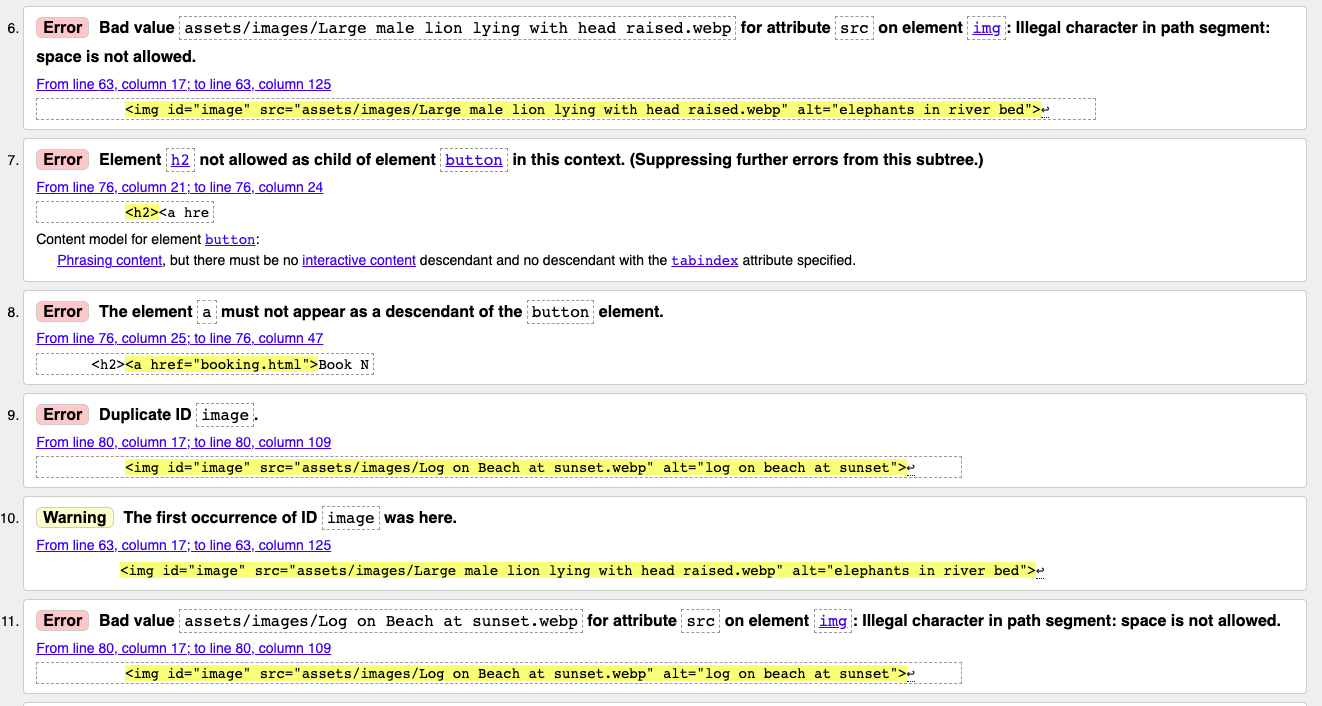 6. Error Bad value assets/images/Large male lion lying with head raised.webp for attribute src on element img: Illegal character in path segment:
space is not allowed.
From line 63, column 17; to line 63, column 125
<img id="image" src="assets/images/Large male lion lying with head raised.webp" alt="elephants in river bed">↩
7. Error Element h2 not allowed as child of element button in this context. (Suppressing further errors from this subtree.)
From line 76, column 21; to line 76, column 24
<h2><a hre
Content model for element button:
Phrasing content, but there must be no interactive content descendant and no descendant with the tabindex attribute specified.
8. Error The element a must not appear as a descendant of the button element.
From line 76, column 25; to line 76, column 47
<h2><a href="booking.html">Book N
9. Error Duplicate ID image.
From line 80, column 17; to line 80, column 109
<img id="image" src="assets/images/Log on Beach at sunset.webp" alt="log on beach at sunset">↩
10. Warning The first occurrence of ID image was here.
From line 63, column 17; to line 63, column 125
<img id="image" src="assets/images/Large male lion lying with head raised.webp" alt="elephants in river bed">↩
11. Error Bad value assets/images/Log on Beach at sunset.webp for attribute src on element img: Illegal character in path segment: space is not allowed.
From line 80, column 17; to line 80, column 109
<img id="image" src="assets/images/Log on Beach at sunset.webp" alt="log on beach at sunset">↩